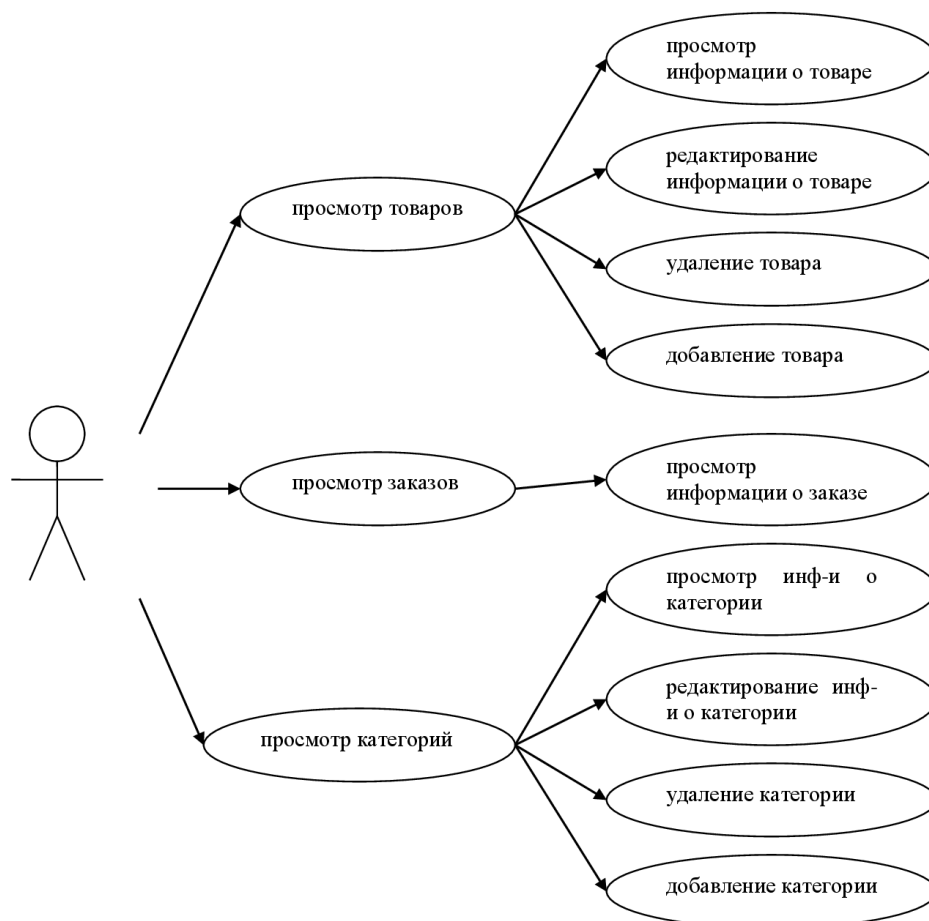 просмотр
информации о товаре
редактирование
информации о товаре
просмотр товаров
удаление товара
добавление товара
просмотр заказов
просмотр
информации о заказе
просмотр инф-и о
категории
редактирование инф-
и о категории
просмотр категорий
удаление категории
добавление категории